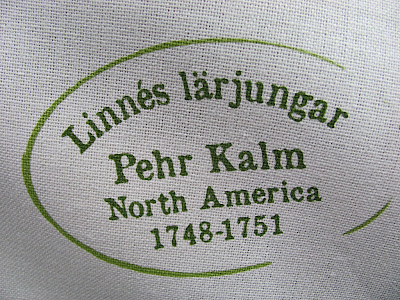 Linnés lärjungar
Pehr Kalm
North America
1748-1751